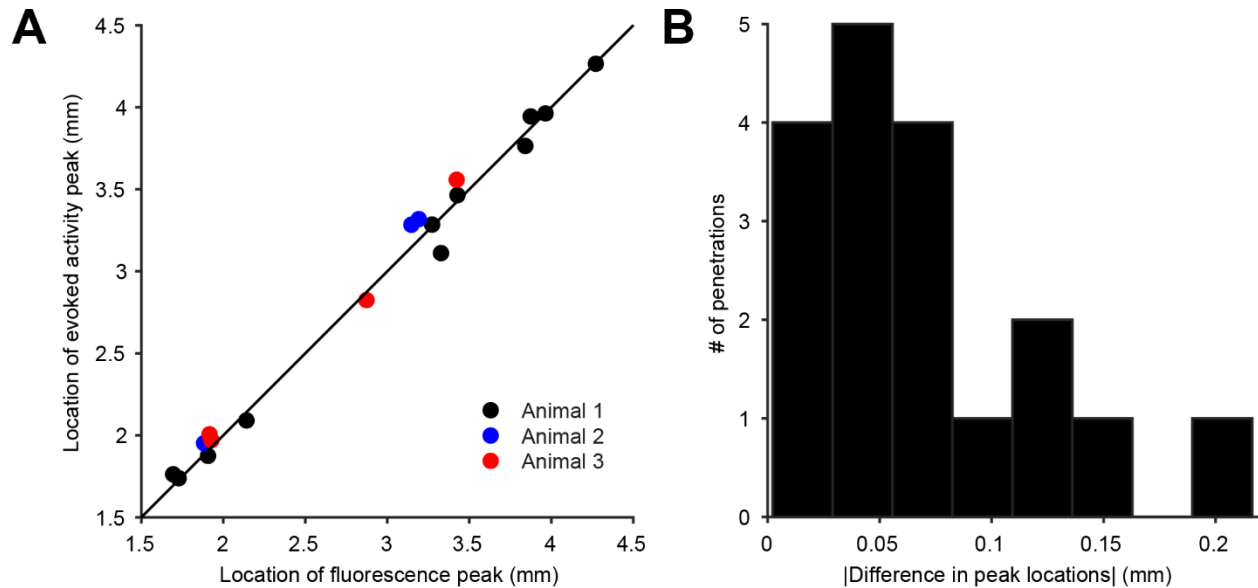 A
4.5
4
3.5
3
2.5
2
1.5
Location of evoked activity peak (mm)
1.5 2 2.5 3 3.5 4 4.5
Location of fluorescence peak (mm)
Animal 1
Animal 2
Animal 3
B
5
4
3
2
1
0
# of penetrations
0 0.05 0.1 0.15 0.2
|Difference in peak locations| (mm)